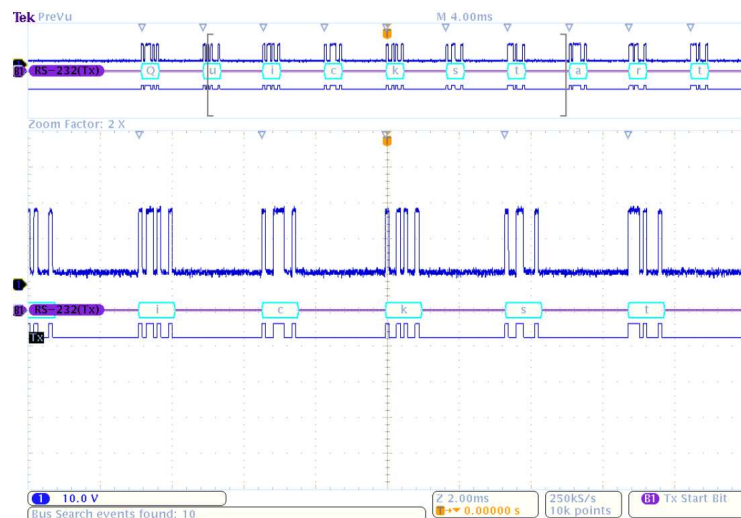 Tek PreVu M 4.00ms
B1 RS-232(Tx) Q u i c k s t a r t
Zoom Factor: 2 X
1
B1 RS-232(Tx) i c k s t
Tx
1 10.0 V Z 2.00ms 250kS/s B1 Tx Start Bit
T→▼ 0.00000 s 10k points
Bus Search events found: 10